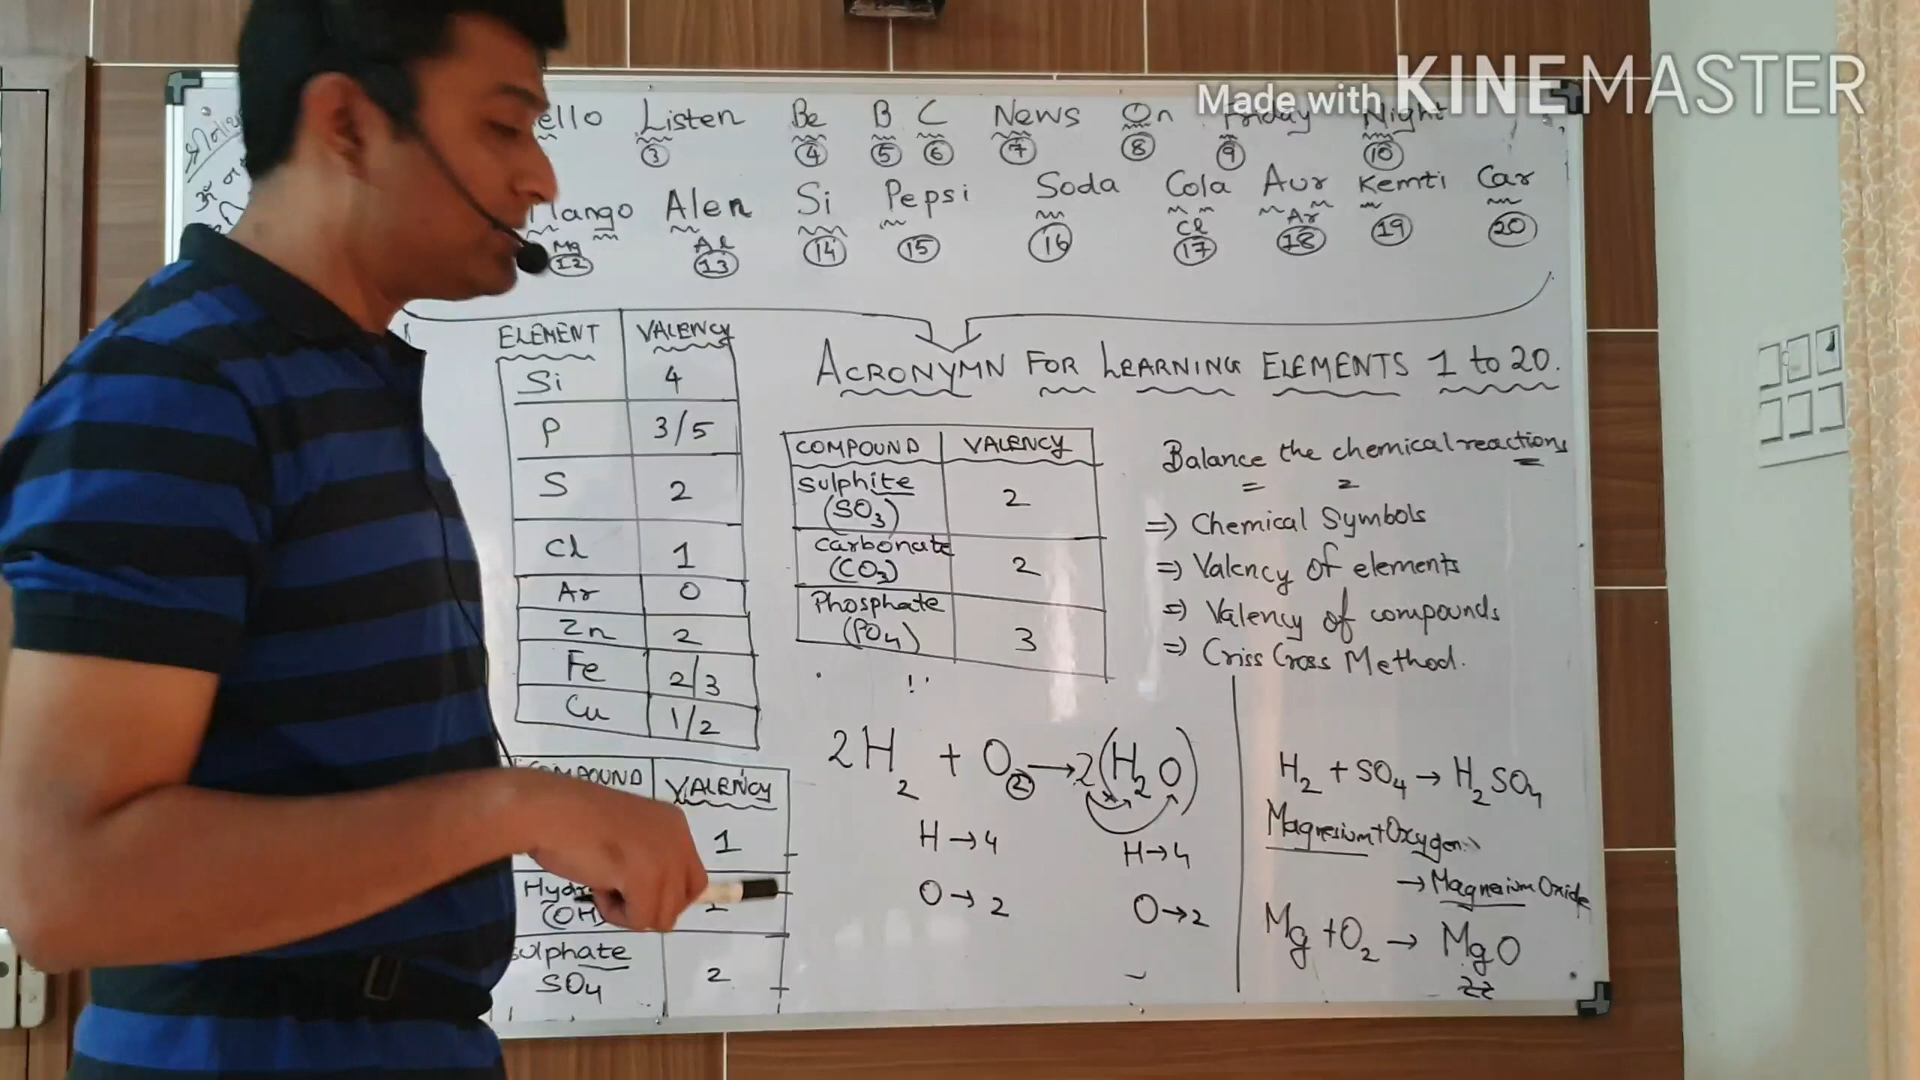 Made with KINEMASTER
ello Listen Be B C News On Friday Night
3 4 5 6 7 8 9 10
Mango Alen Si Pepsi Soda Cola Aur Kemti Car
Mg Al Cl Ar
12 13 14 15 16 17 18 19 20
ELEMENT VALENCY
Si 4
P 3/5
S 2
Cl 1
Ar 0
Zn 2
Fe 2/3
Cu 1/2
ACRONYMN FOR LEARNING ELEMENTS 1 to 20.
COMPOUND VALENCY
Sulphite (SO3) 2
Carbonate (CO3) 2
Phosphate (PO4) 3
Balance the chemical reactions
=> Chemical Symbols
=> Valency of elements
=> Valency of compounds
=> Criss Cross Method.
COMPOUND VALENCY
1
Hydr
(OH)
Sulphate
SO4 2
2H2 + O2 → 2(H2O)
H → 4 H → 4
O → 2 O → 2
H2 + SO4 → H2SO4
Magnesium + Oxygen
→ Magnesium Oxide
Mg + O2 → MgO
22